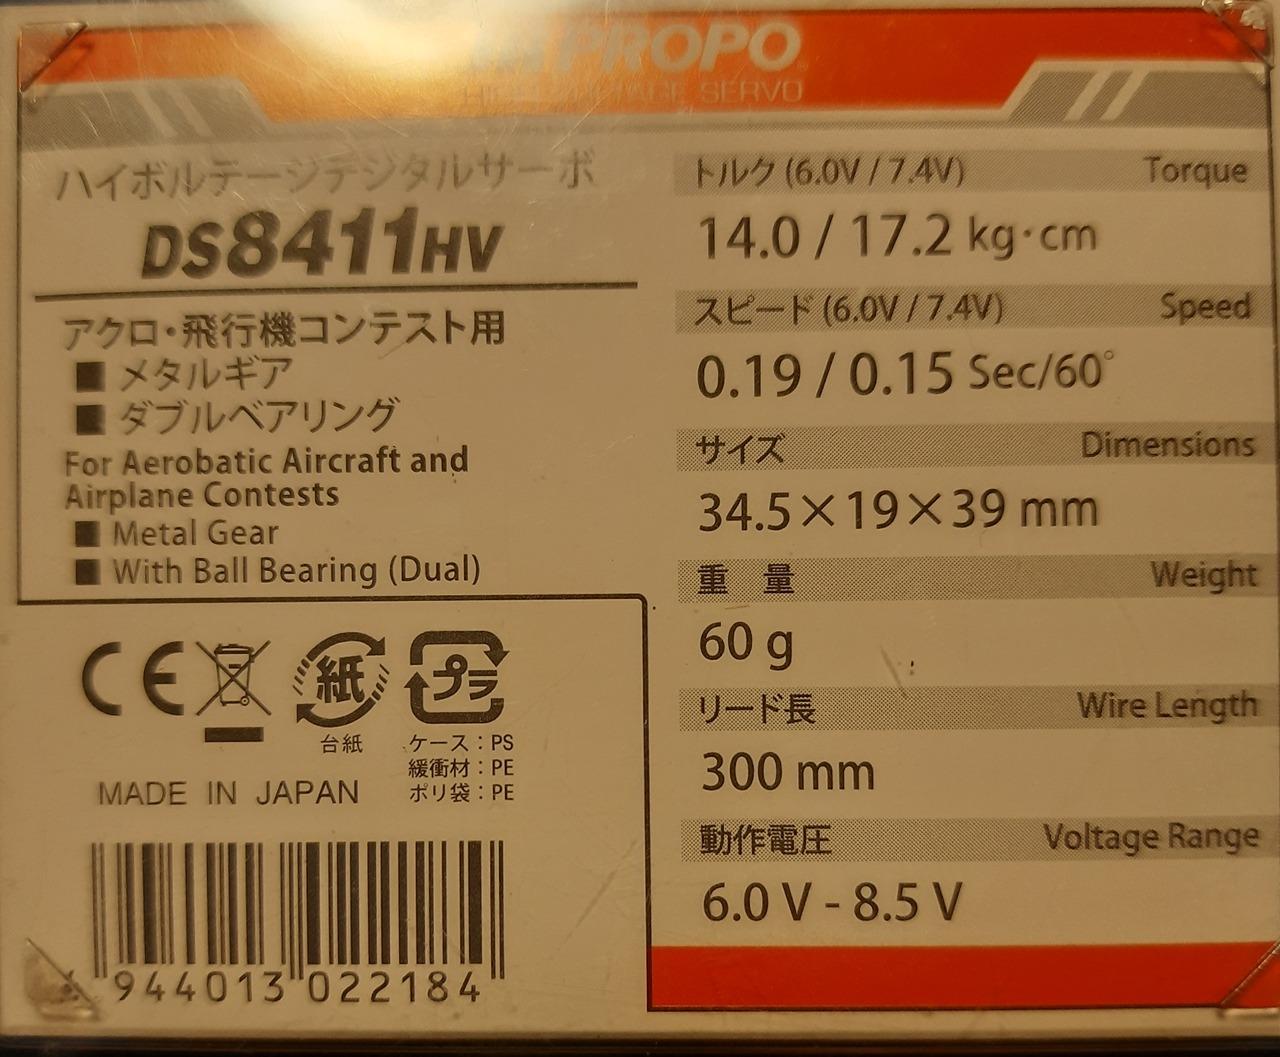 PROPO
HIGH VOLTAGE SERVO
ハイボルテージデジタルサーボ
DS8411HV
アクロ・飛行機コンテスト用
■ メタルギア
■ ダブルベアリング
For Aerobatic Aircraft and
Airplane Contests
■ Metal Gear
■ With Ball Bearing (Dual)
CE
紙
プラ
台紙
ケース：PS
緩衝材：PE
ポリ袋：PE
MADE IN JAPAN
944013 022184
トルク (6.0V / 7.4V) Torque
14.0 / 17.2 kg·cm
スピード (6.0V / 7.4V) Speed
0.19 / 0.15 Sec/60°
サイズ Dimensions
34.5×19×39 mm
重 量 Weight
60 g
リード長 Wire Length
300 mm
動作電圧 Voltage Range
6.0 V - 8.5 V